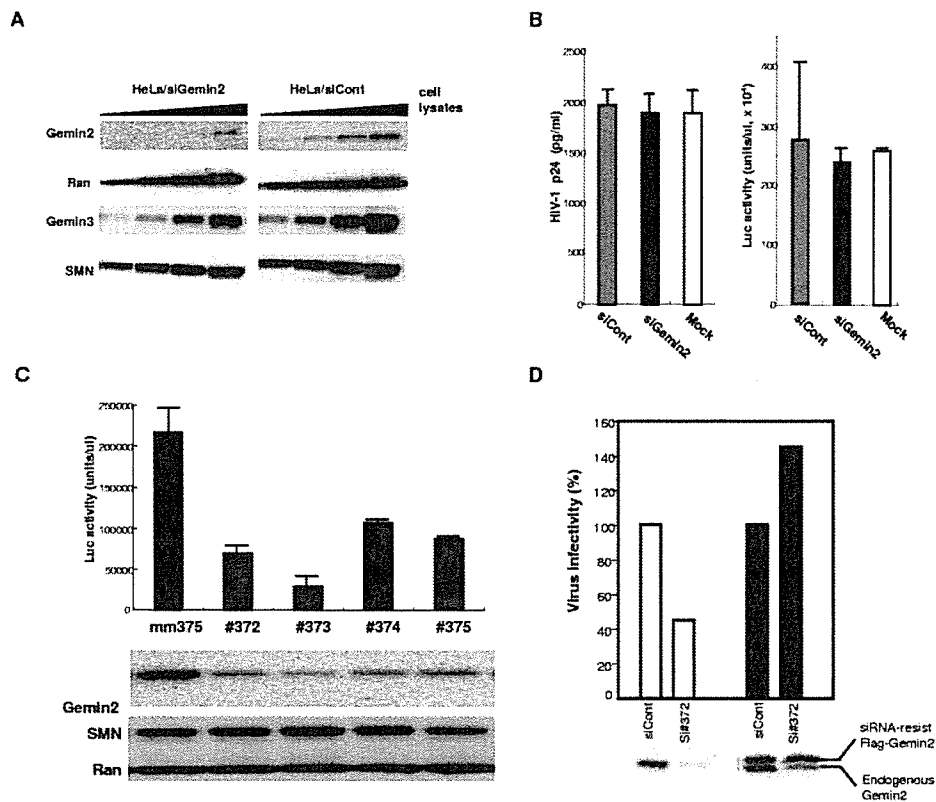 A
HeLa/siGemin2
HeLa/siCont
cell
lysates
Gemin2
Ran
Gemin3
SMN
B
HIV-1 p24 (pg/ml)
2500
2000
1500
1000
500
0
siCont
siGemin2
Mock
Luc activity (units/ul, x 10⁴)
400
300
200
100
0
siCont
siGemin2
Mock
C
Luc activity (units/ul)
250000
200000
150000
100000
50000
0
mm375
#372
#373
#374
#375
Gemin2
SMN
Ran
D
Virus infectivity (%)
160
140
120
100
80
60
40
20
0
siCont
Si#372
siCont
Si#372
siRNA-resist
Flag-Gemin2
Endogenous
Gemin2